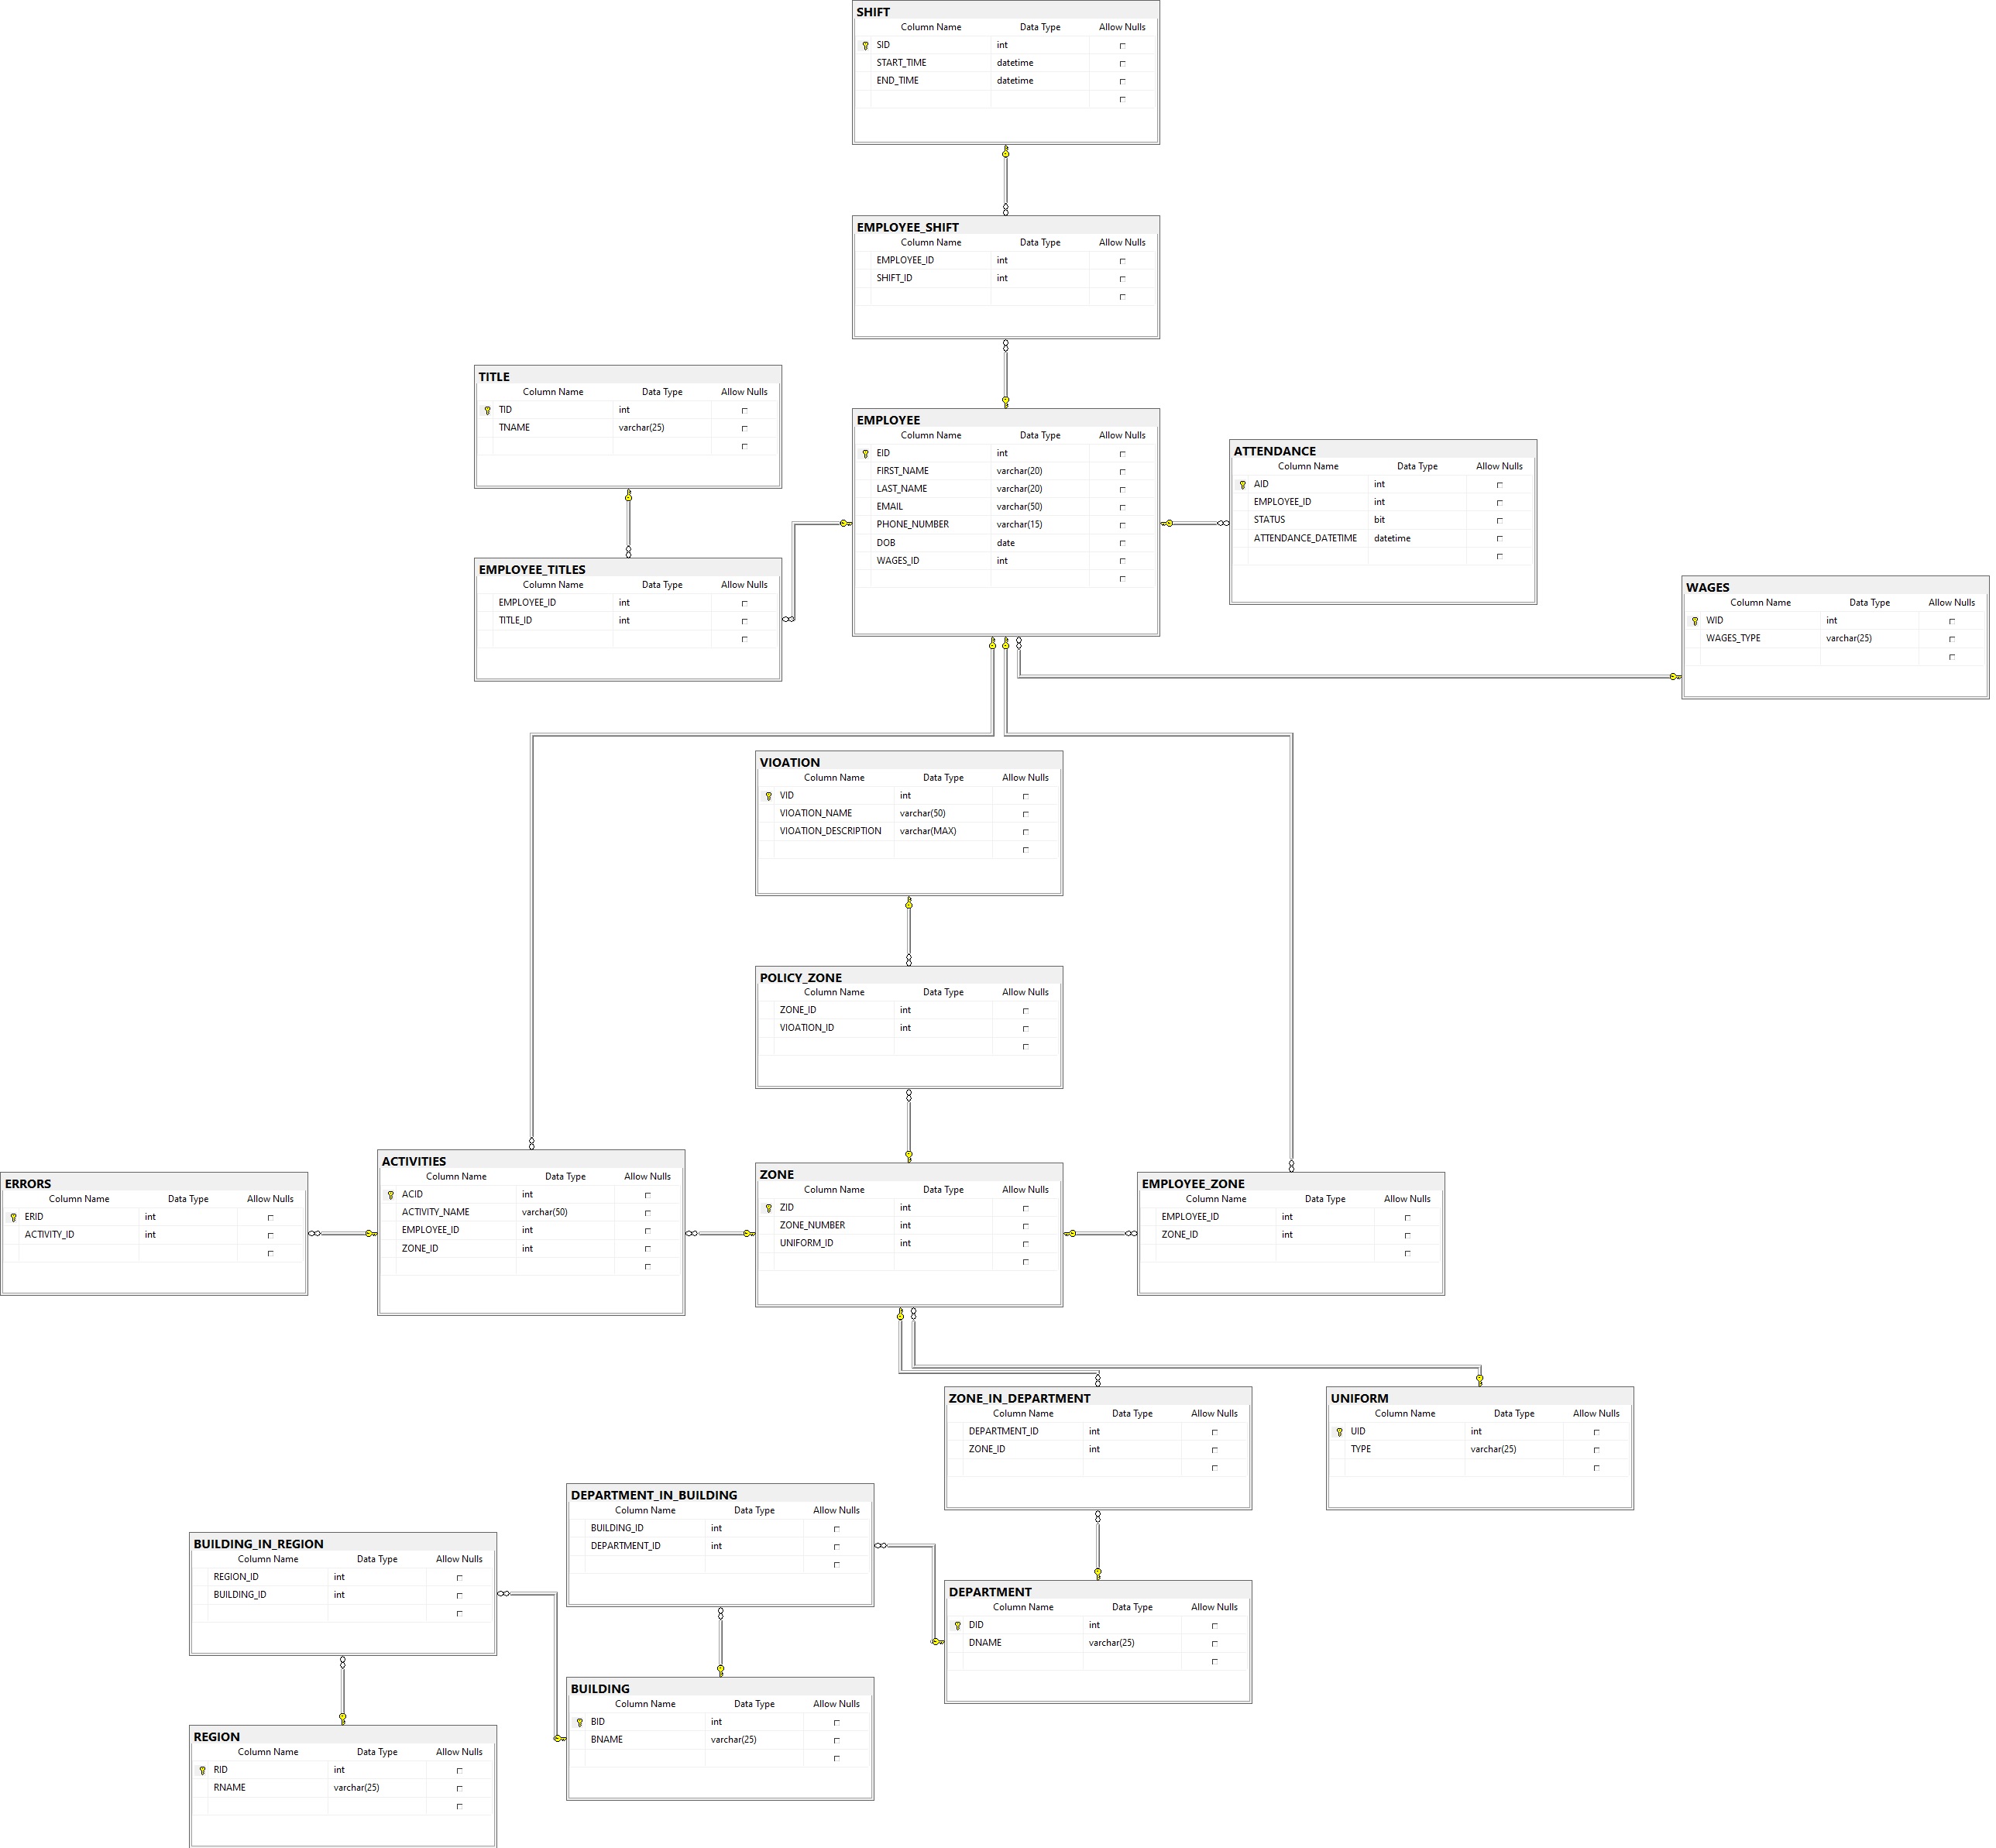 SHIFT
Column Name Data Type Allow Nulls
SID int
START_TIME datetime
END_TIME datetime
EMPLOYEE_SHIFT
Column Name Data Type Allow Nulls
EMPLOYEE_ID int
SHIFT_ID int
TITLE
Column Name Data Type Allow Nulls
TID int
TNAME varchar(25)
EMPLOYEE
Column Name Data Type Allow Nulls
EID int
FIRST_NAME varchar(20)
LAST_NAME varchar(20)
EMAIL varchar(50)
PHONE_NUMBER varchar(15)
DOB date
WAGES_ID int
ATTENDANCE
Column Name Data Type Allow Nulls
AID int
EMPLOYEE_ID int
STATUS bit
ATTENDANCE_DATETIME datetime
EMPLOYEE_TITLES
Column Name Data Type Allow Nulls
EMPLOYEE_ID int
TITLE_ID int
WAGES
Column Name Data Type Allow Nulls
WID int
WAGES_TYPE varchar(25)
VIOATION
Column Name Data Type Allow Nulls
VID int
VIOATION_NAME varchar(50)
VIOATION_DESCRIPTION varchar(MAX)
POLICY_ZONE
Column Name Data Type Allow Nulls
ZONE_ID int
VIOATION_ID int
ERRORS
Column Name Data Type Allow Nulls
ERID int
ACTIVITY_ID int
ACTIVITIES
Column Name Data Type Allow Nulls
ACID int
ACTIVITY_NAME varchar(50)
EMPLOYEE_ID int
ZONE_ID int
ZONE
Column Name Data Type Allow Nulls
ZID int
ZONE_NUMBER int
UNIFORM_ID int
EMPLOYEE_ZONE
Column Name Data Type Allow Nulls
EMPLOYEE_ID int
ZONE_ID int
ZONE_IN_DEPARTMENT
Column Name Data Type Allow Nulls
DEPARTMENT_ID int
ZONE_ID int
UNIFORM
Column Name Data Type Allow Nulls
UID int
TYPE varchar(25)
DEPARTMENT_IN_BUILDING
Column Name Data Type Allow Nulls
BUILDING_ID int
DEPARTMENT_ID int
BUILDING_IN_REGION
Column Name Data Type Allow Nulls
REGION_ID int
BUILDING_ID int
DEPARTMENT
Column Name Data Type Allow Nulls
DID int
DNAME varchar(25)
BUILDING
Column Name Data Type Allow Nulls
BID int
BNAME varchar(25)
REGION
Column Name Data Type Allow Nulls
RID int
RNAME varchar(25)